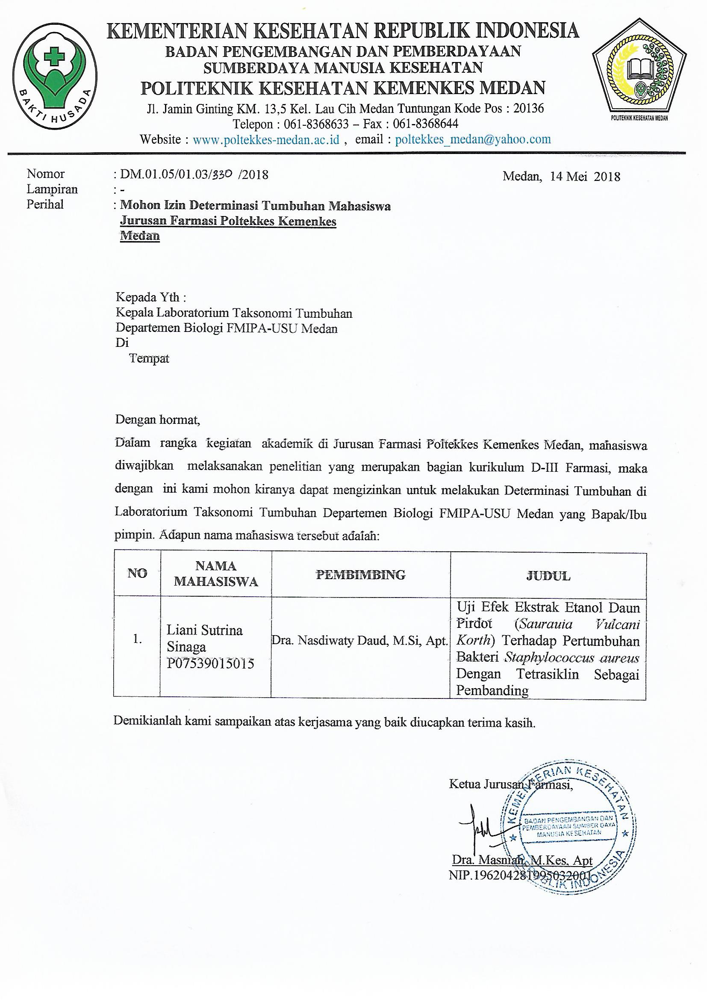 KEMENTERIAN KESEHATAN REPUBLIK INDONESIA
BADAN PENGEMBANGAN DAN PEMBERDAYAAN
SUMBERDAYA MANUSIA KESEHATAN
POLITEKNIK KESEHATAN KEMENKES MEDAN
Jl. Jamin Ginting KM. 13,5 Kel. Lau Cih Medan Tuntungan Kode Pos : 20136
Telepon : 061-8368633 – Fax : 061-8368644
Website : www.poltekkes-medan.ac.id , email : poltekkes_medan@yahoo.com
BAKTI HUSADA
POLITEKNIK KESEHATAN MEDAN
Nomor : DM.01.05/01.03/330 /2018 Medan, 14 Mei 2018
Lampiran : -
Perihal : Mohon Izin Determinasi Tumbuhan Mahasiswa
Jurusan Farmasi Poltekkes Kemenkes
Medan
Kepada Yth :
Kepala Laboratorium Taksonomi Tumbuhan
Departemen Biologi FMIPA-USU Medan
Di
Tempat
Dengan hormat,
Dalam rangka kegiatan akademik di Jurusan Farmasi Poltekkes Kemenkes Medan, mahasiswa
diwajibkan melaksanakan penelitian yang merupakan bagian kurikulum D-III Farmasi, maka
dengan ini kami mohon kiranya dapat mengizinkan untuk melakukan Determinasi Tumbuhan di
Laboratorium Taksonomi Tumbuhan Departemen Biologi FMIPA-USU Medan yang Bapak/Ibu
pimpin. Adapun nama mahasiswa tersebut adalah:
NO
NAMA
MAHASISWA
PEMBIMBING
JUDUL
1.
Liani Sutrina
Sinaga
P07539015015
Dra. Nasdiwaty Daud, M.Si, Apt.
Uji Efek Ekstrak Etanol Daun
Pirdot (Saurauia Vulcani
Korth) Terhadap Pertumbuhan
Bakteri Staphylococcus aureus
Dengan Tetrasiklin Sebagai
Pembanding
Demikianlah kami sampaikan atas kerjasama yang baik diucapkan terima kasih.
Ketua Jurusan Farmasi,
KEMENTERIAN KESEHATAN
BADAN PENGEMBANGAN DAN
PEMBERDAYAAN SUMBER DAYA
MANUSIA KESEHATAN
REPUBLIK INDONESIA
Dra. Masniah, M.Kes, Apt
NIP.196204281995032001